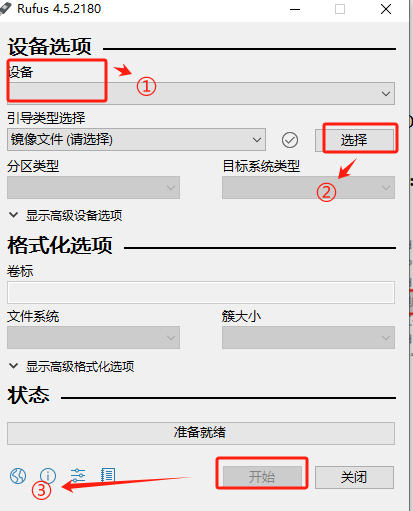 Rufus 4.5.2180
设备选项
设备
①
引导类型选择
镜像文件 (请选择)
选择
分区类型
目标系统类型
②
显示高级设备选项
格式化选项
卷标
文件系统
簇大小
显示高级格式化选项
状态
准备就绪
③
开始
关闭